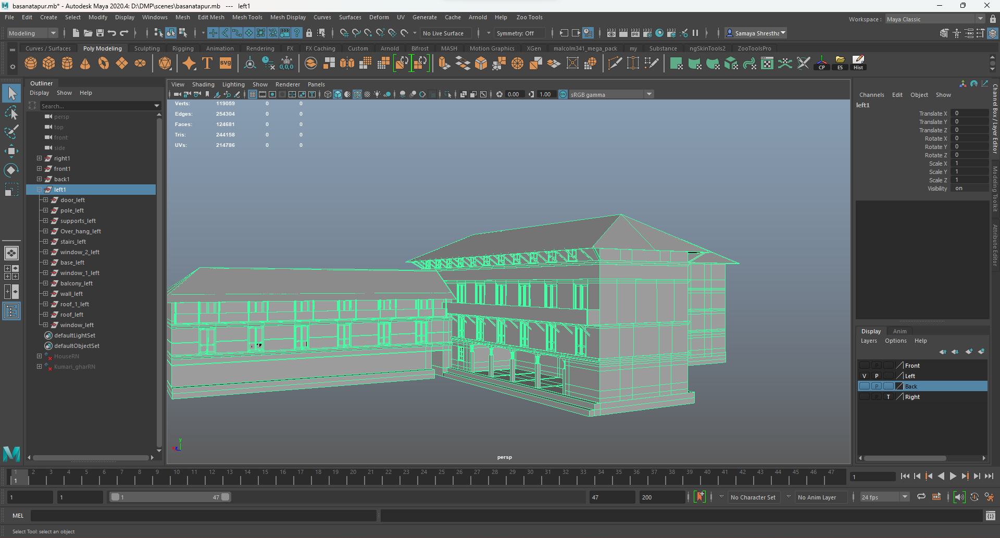 basanatapur.mb* - Autodesk Maya 2020.4: D:\DMP\scenes\basanatapur.mb --- left1
File Edit Create Select Modify Display Windows Mesh Edit Mesh Mesh Tools Mesh Display Curves Surfaces Deform UV Generate Cache Arnold Help Zoo Tools
Workspace : Maya Classic
Modeling No Live Surface Symmetry: Off Samaya Shrestha
Curves / Surfaces Poly Modeling Sculpting Rigging Animation Rendering FX FX Caching Custom Arnold Bifrost MASH Motion Graphics XGen malcolm341_mega_pack my Substance ngSkinTools2 ZooToolsPro
T SVG 0,0,0 CP ES Hist
Outliner
Display Show Help
Search...
persp
top
front
side
right1
front1
back1
left1
door_left
pole_left
supports_left
Over_hang_left
stairs_left
window_2_left
base_left
window_1_left
balcony_left
wall_left
roof_1_left
roof_left
window_left
defaultLightSet
defaultObjectSet
HouseRN
Kumari_gharRN
View Shading Lighting Show Renderer Panels
0.00 1.00 ON sRGB gamma
Verts: 119059 0 0
Edges: 254304 0 0
Faces: 124681 0 0
Tris: 244158 0 0
UVs: 214786 0 0
y
x z
persp
Channels Edit Object Show
left1
Translate X 0
Translate Y 0
Translate Z 0
Rotate X 0
Rotate Y 0
Rotate Z 0
Scale X 1
Scale Y 1
Scale Z 1
Visibility on
Channel Box / Layer Editor
Modeling Toolkit
Attribute Editor
Display Anim
Layers Options Help
P Front
V P Left
P Back
P T Right
1 2 3 4 5 6 7 8 9 10 11 12 13 14 15 16 17 18 19 20 21 22 23 24 25 26 27 28 29 30 31 32 33 34 35 36 37 38 39 40 41 42 43 44 45 46 47
1 1
1 1 1 47 47 200 No Character Set No Anim Layer 24 fps
MEL
Select Tool: select an object